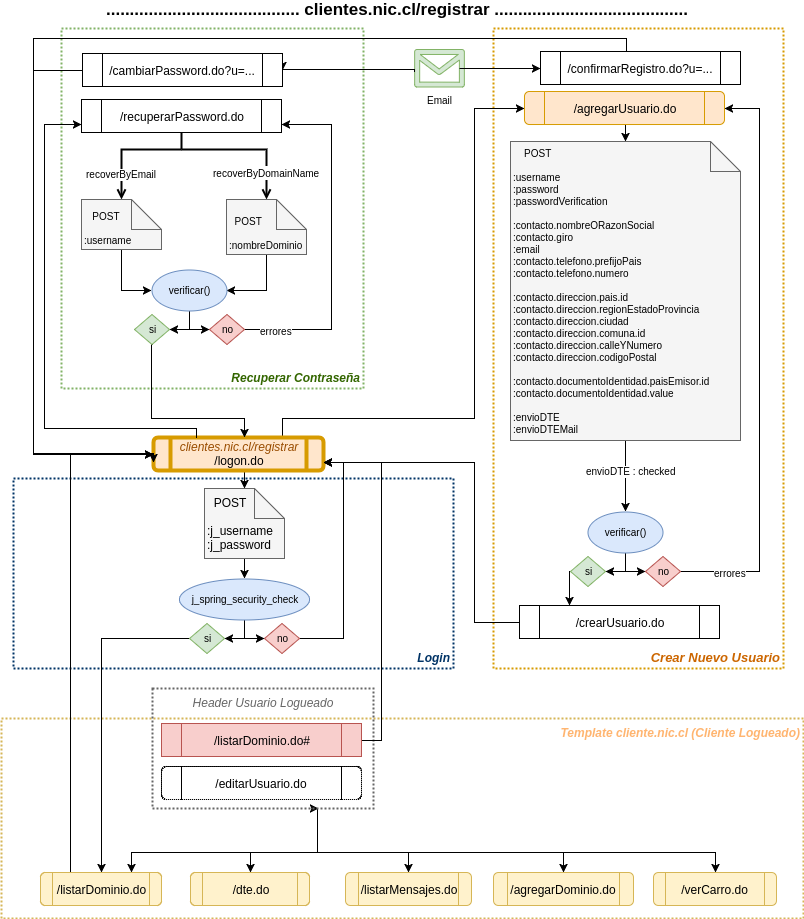 ........................................ clientes.nic.cl/registrar ........................................
/cambiarPassword.do?u=...
/recuperarPassword.do
recoverByEmail
recoverByDomainName
POST
:username
POST
:nombreDominio
verificar()
si
no
errores
Recuperar Contraseña
Email
/confirmarRegistro.do?u=...
/agregarUsuario.do
POST
:username
:password
:passwordVerification
:contacto.nombreORazonSocial
:contacto.giro
:email
:contacto.telefono.prefijoPais
:contacto.telefono.numero
:contacto.direccion.pais.id
:contacto.direccion.regionEstadoProvincia
:contacto.direccion.ciudad
:contacto.direccion.comuna.id
:contacto.direccion.calleYNumero
:contacto.direccion.codigoPostal
:contacto.documentoIdentidad.paisEmisor.id
:contacto.documentoIdentidad.value
:envioDTE
:envioDTEMail
envioDTE : checked
verificar()
si
no
errores
/crearUsuario.do
Crear Nuevo Usuario
clientes.nic.cl/registrar
/logon.do
POST
:j_username
:j_password
j_spring_security_check
si
no
Login
Header Usuario Logueado
/listarDominio.do#
/editarUsuario.do
Template cliente.nic.cl (Cliente Logueado)
/listarDominio.do
/dte.do
/listarMensajes.do
/agregarDominio.do
/verCarro.do